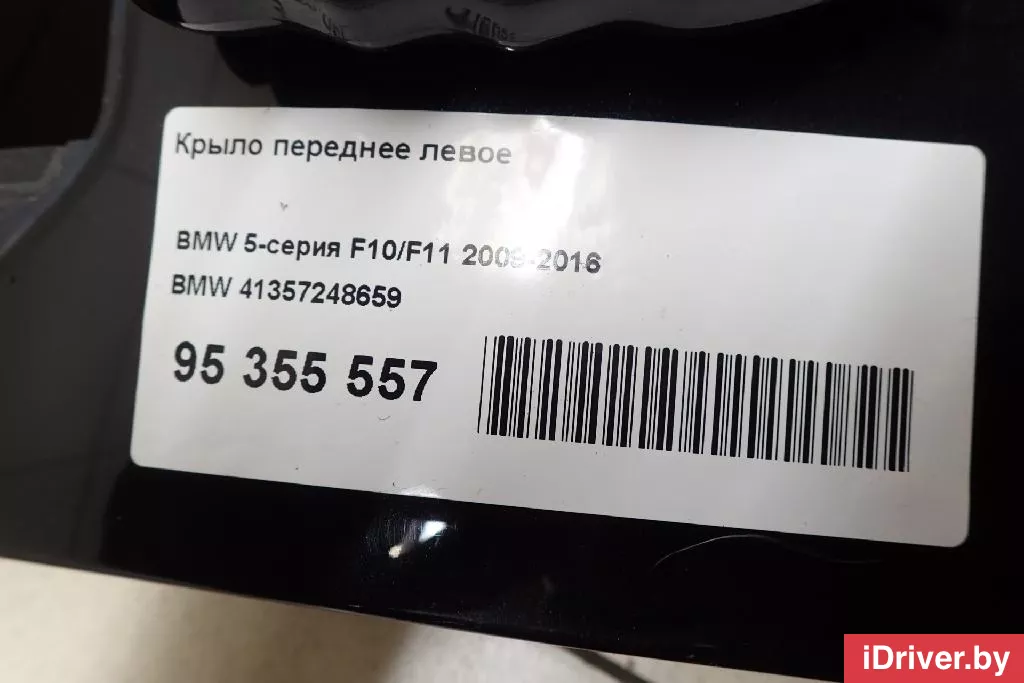 Крыло переднее левое
BMW 5-серия F10/F11 2009-2016
BMW 41357248659
95 355 557
iDriver.by